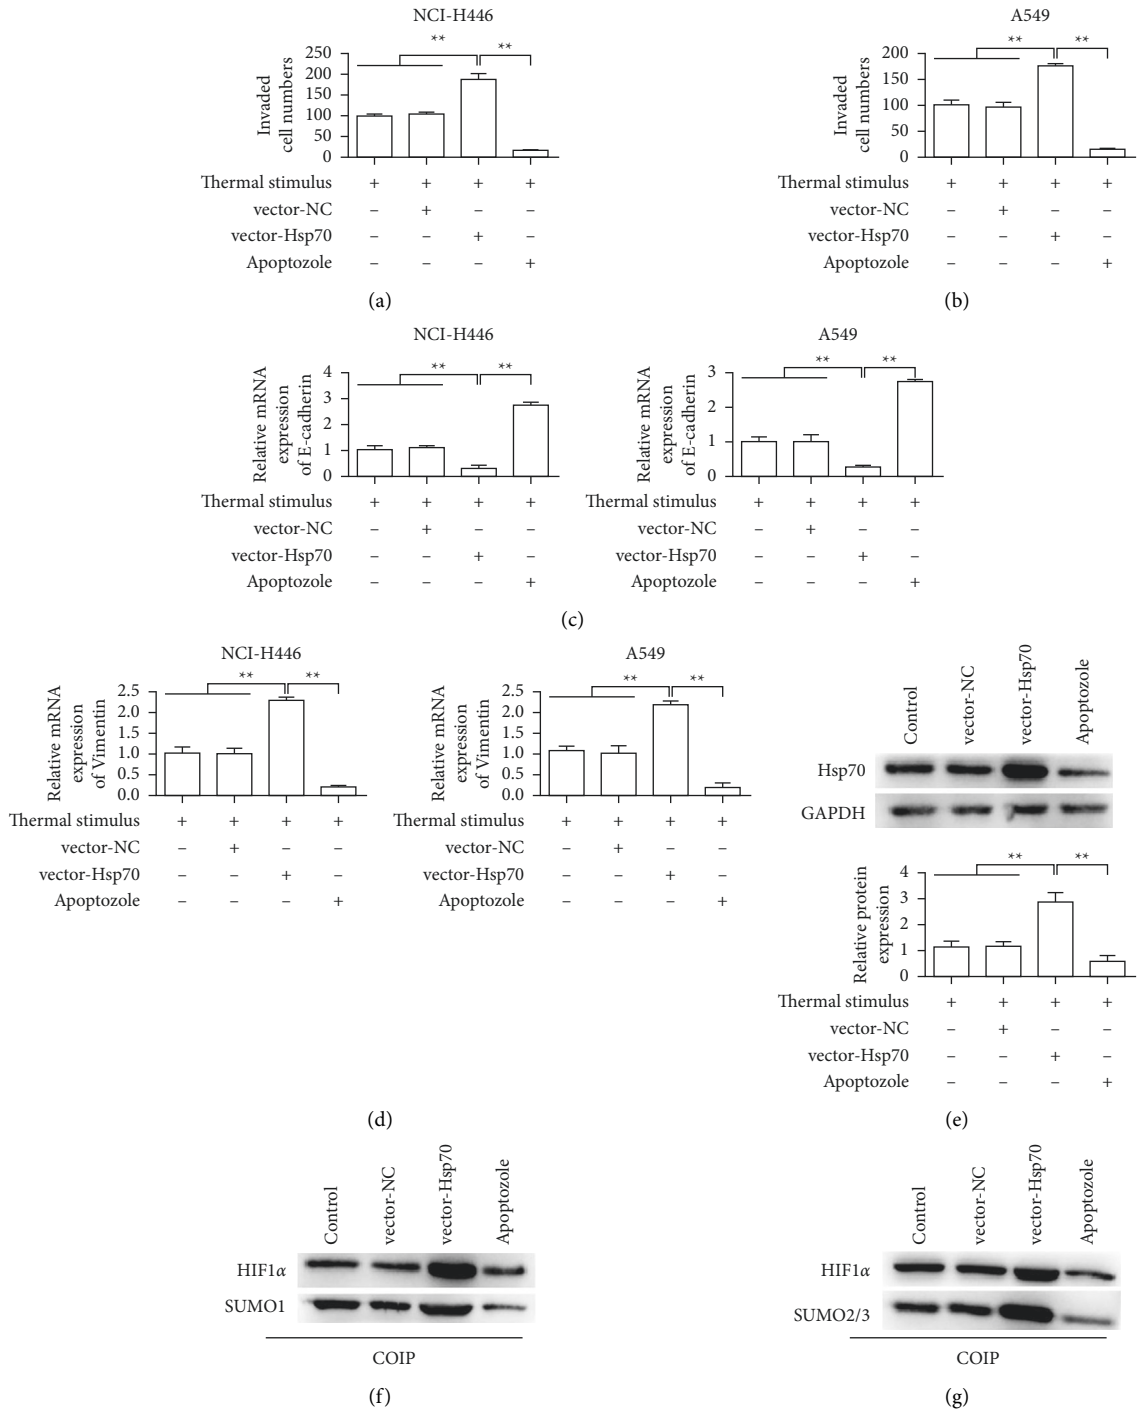 NCI-H446
**
**
250
200
150
100
50
0
Invaded
cell numbers
Thermal stimulus + + + +
vector-NC – + – –
vector-Hsp70 – – + –
Apoptozole – – – +
(a)
A549
**
**
200
150
100
50
0
Invaded
cell numbers
Thermal stimulus + + + +
vector-NC – + – –
vector-Hsp70 – – + –
Apoptozole – – – +
(b)
NCI-H446
**
**
4
3
2
1
0
Relative mRNA
expression
of E-cadherin
Thermal stimulus + + + +
vector-NC – + – –
vector-Hsp70 – – + –
Apoptozole – – – +
A549
**
**
3
2
1
0
Relative mRNA
expression
of E-cadherin
Thermal stimulus + + + +
vector-NC – + – –
vector-Hsp70 – – + –
Apoptozole – – – +
(c)
NCI-H446
**
**
2.5
2.0
1.5
1.0
0.5
0.0
Relative mRNA
expression
of Vimentin
Thermal stimulus + + + +
vector-NC – + – –
vector-Hsp70 – – + –
Apoptozole – – – +
A549
**
**
2.5
2.0
1.5
1.0
0.5
0.0
Relative mRNA
expression
of Vimentin
Thermal stimulus + + + +
vector-NC – + – –
vector-Hsp70 – – + –
Apoptozole – – – +
(d)
Control
vector-NC
vector-Hsp70
Apoptozole
Hsp70
GAPDH
**
**
4
3
2
1
0
Relative protein
expression
Thermal stimulus + + + +
vector-NC – + – –
vector-Hsp70 – – + –
Apoptozole – – – +
(e)
Control
vector-NC
vector-Hsp70
Apoptozole
HIF1α
SUMO1
COIP
(f)
Control
vector-NC
vector-Hsp70
Apoptozole
HIF1α
SUMO2/3
COIP
(g)